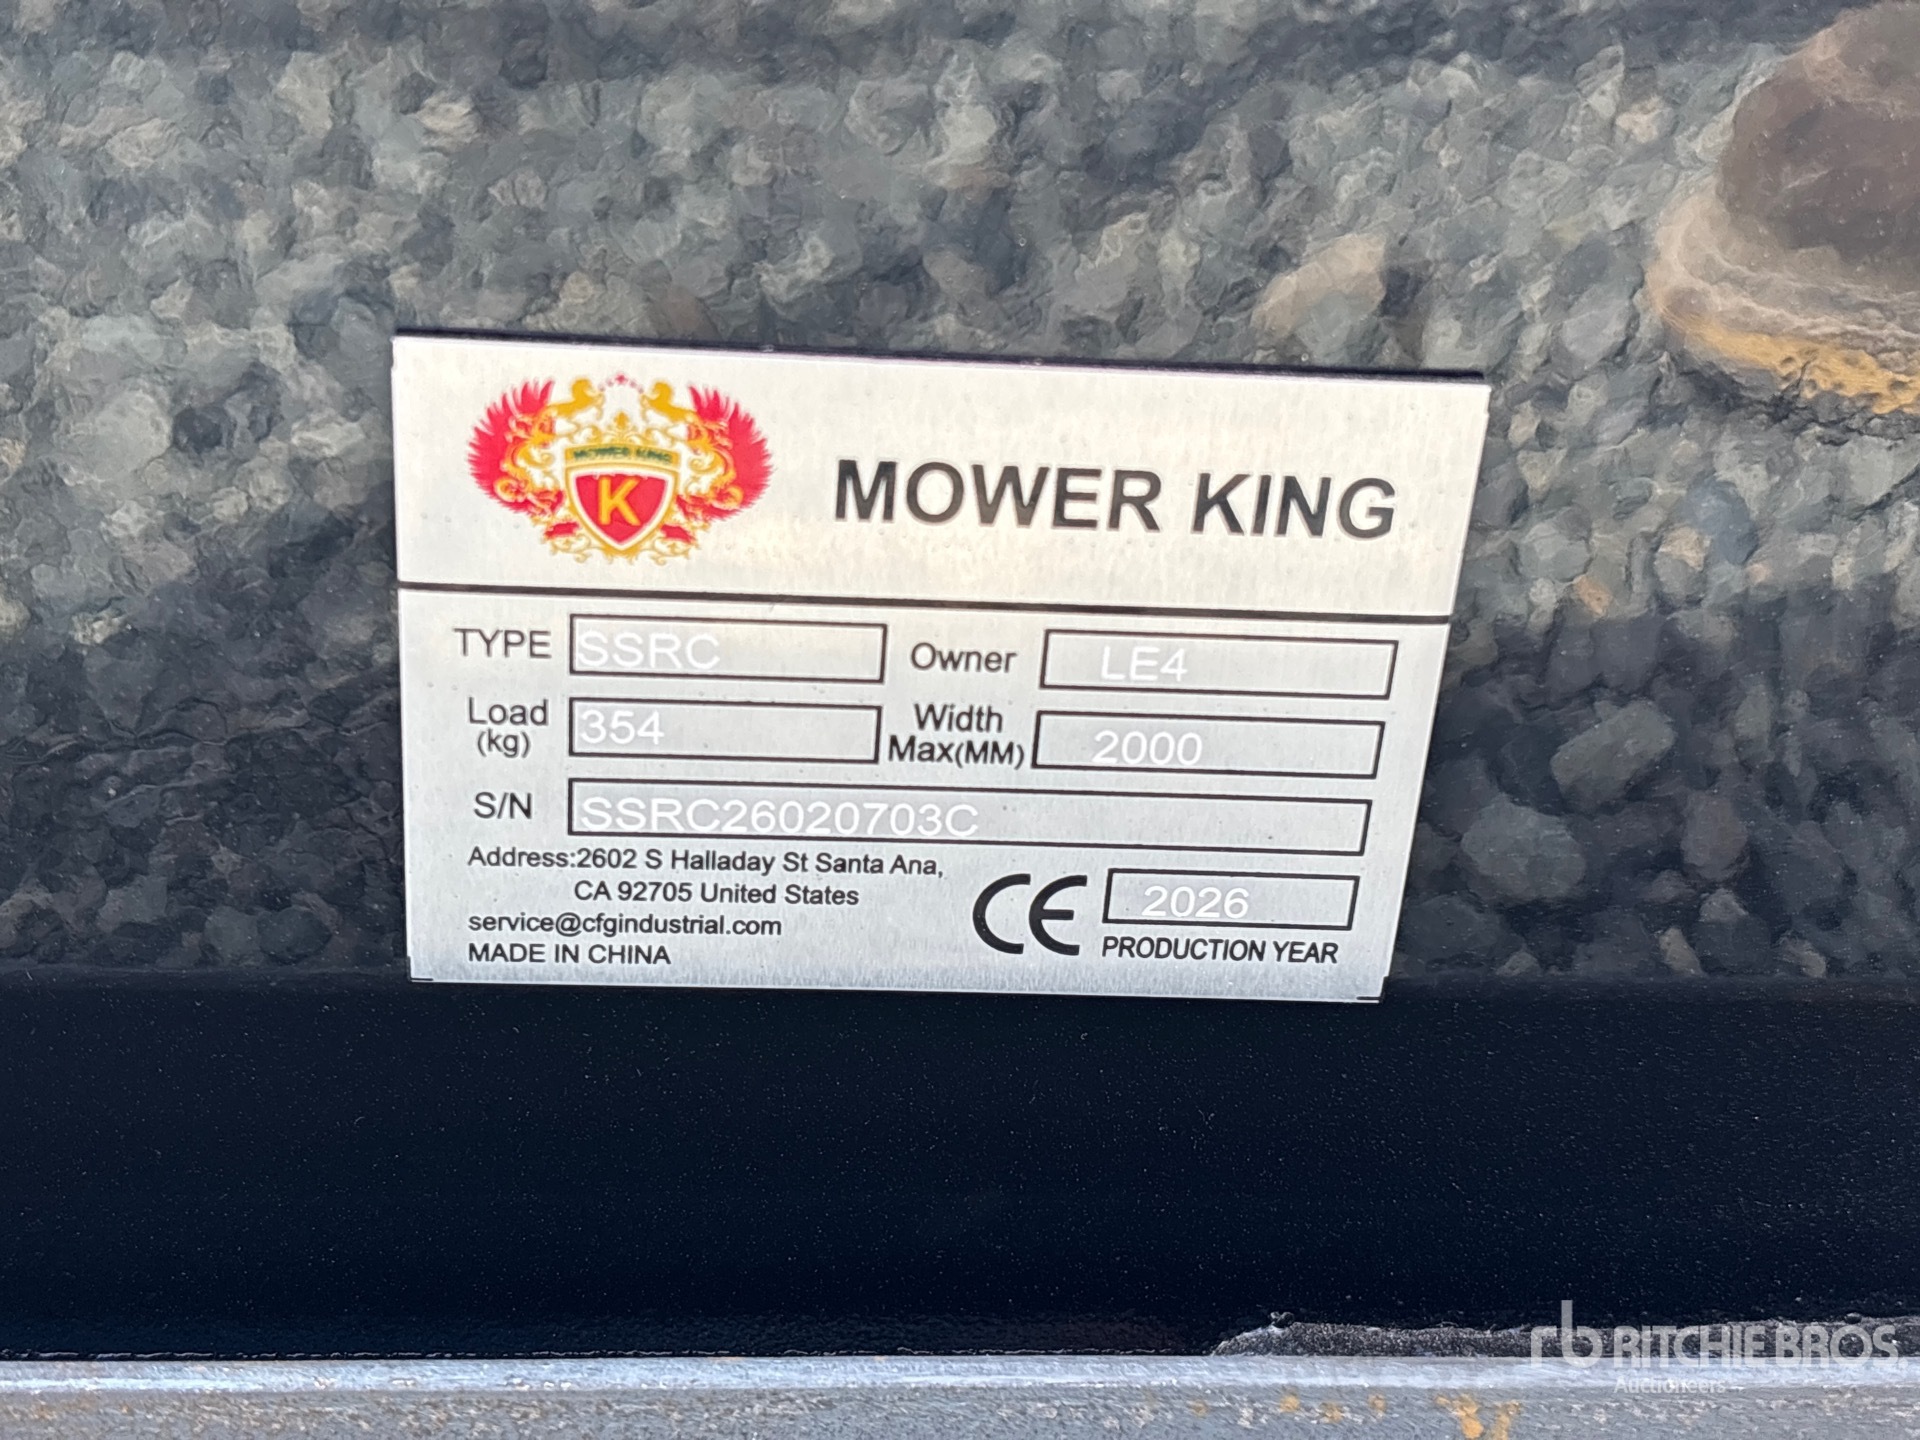 MOWER KING
K
MOWER KING
TYPE SSRC Owner LE4
Load (kg) 354 Width Max(MM) 2000
S/N SSRC26020703C
Address:2602 S Halladay St Santa Ana,
CA 92705 United States
service@cfgindustrial.com
MADE IN CHINA
CE 2026
PRODUCTION YEAR
rb RITCHIE BROS
Auctioneers